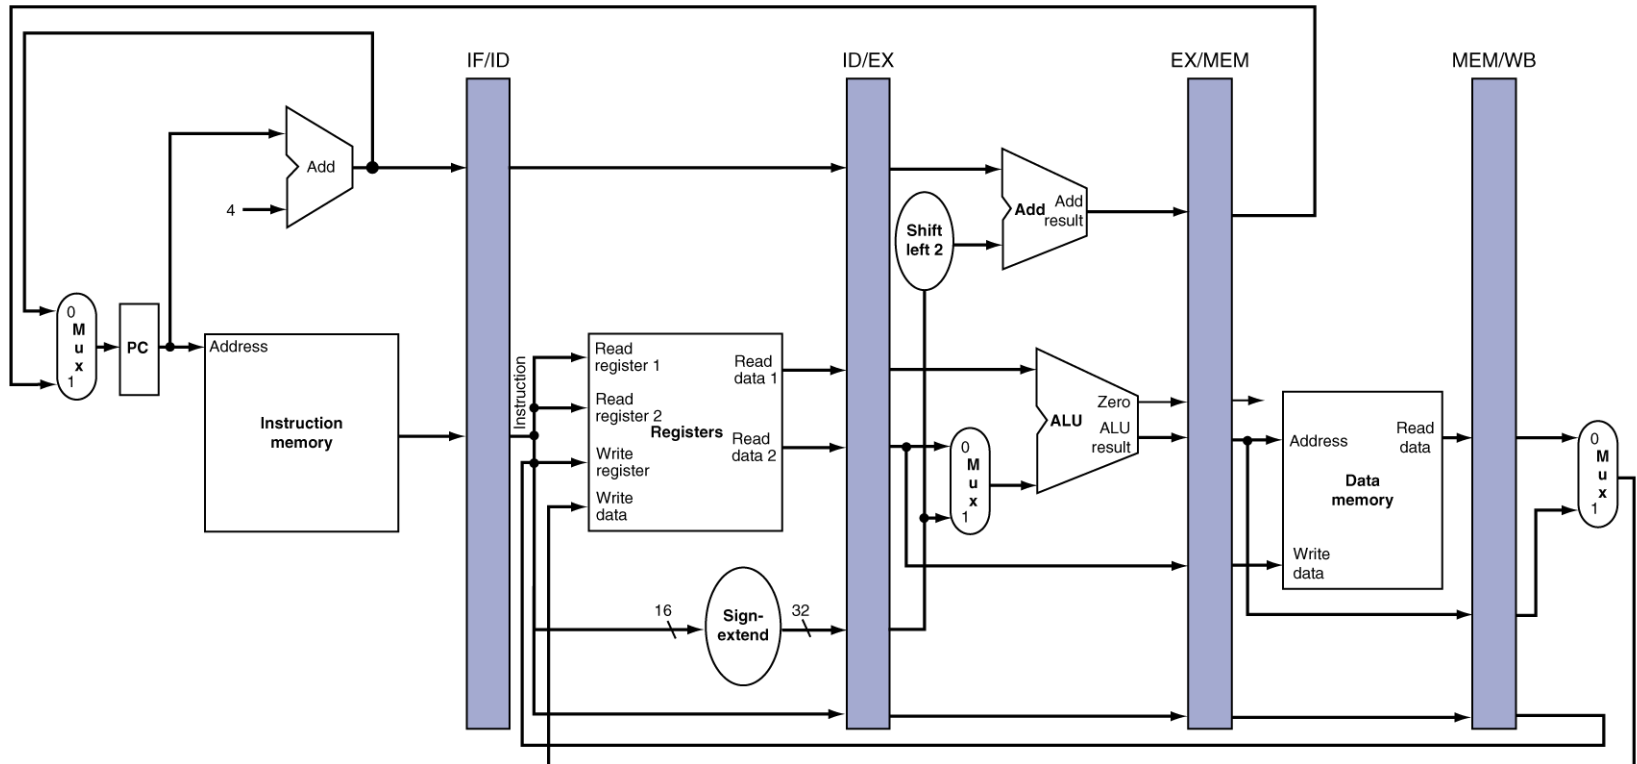 IF/ID
ID/EX
EX/MEM
MEM/WB
Add
4
Add
Add
result
Shift
left 2
0
M
u
x
1
PC
Address
Instruction
memory
Instruction
Read
register 1
Read
register 2
Write
register
Write
data
Registers
Read
data 1
Read
data 2
0
M
u
x
1
ALU
Zero
ALU
result
Address
Read
data
Data
memory
Write
data
0
M
u
x
1
16
Sign-
extend
32